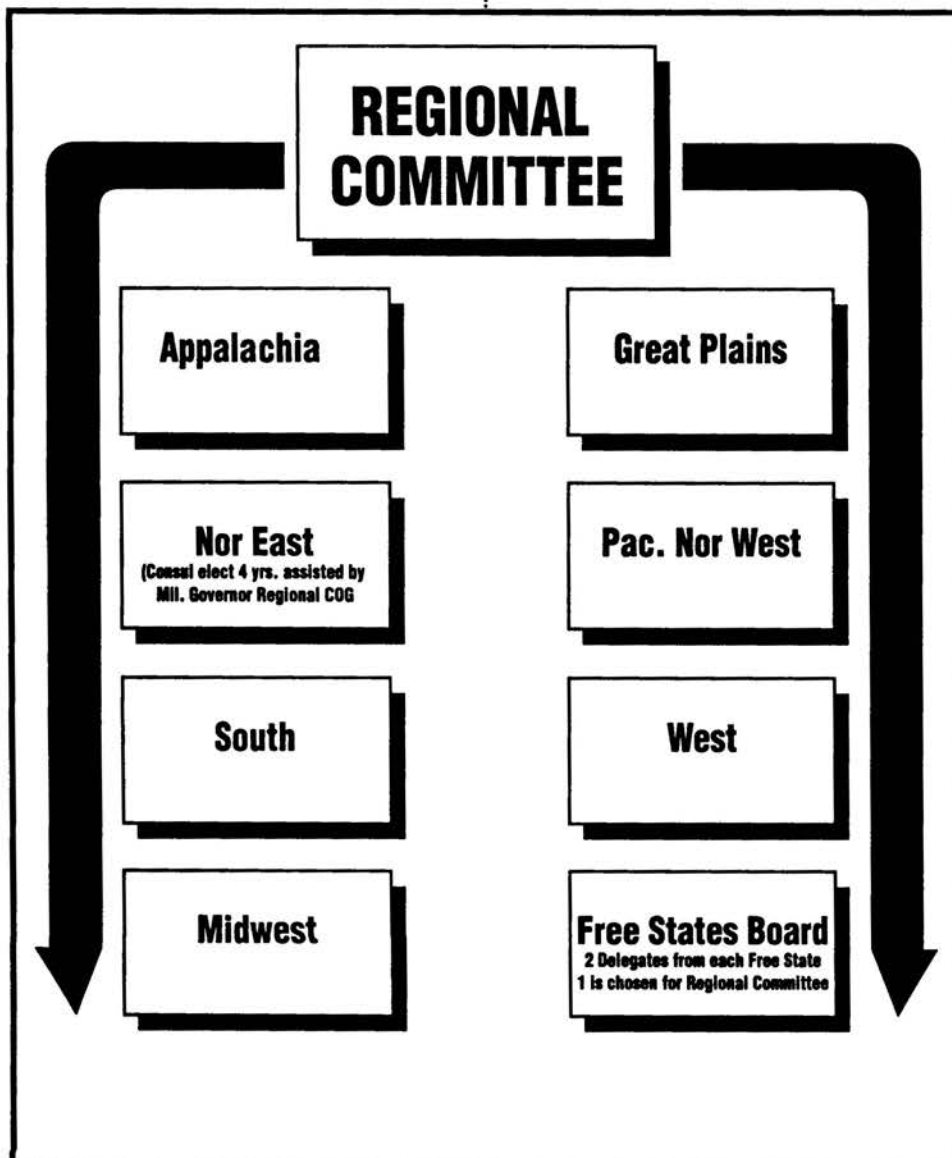 REGIONAL
COMMITTEE
Appalachia
Great Plains
Nor East
(Consul elect 4 yrs. assisted by
Mil. Governor Regional COG
Pac. Nor West
South
West
Midwest
Free States Board
2 Delegates from each Free State
1 is chosen for Regional Committee